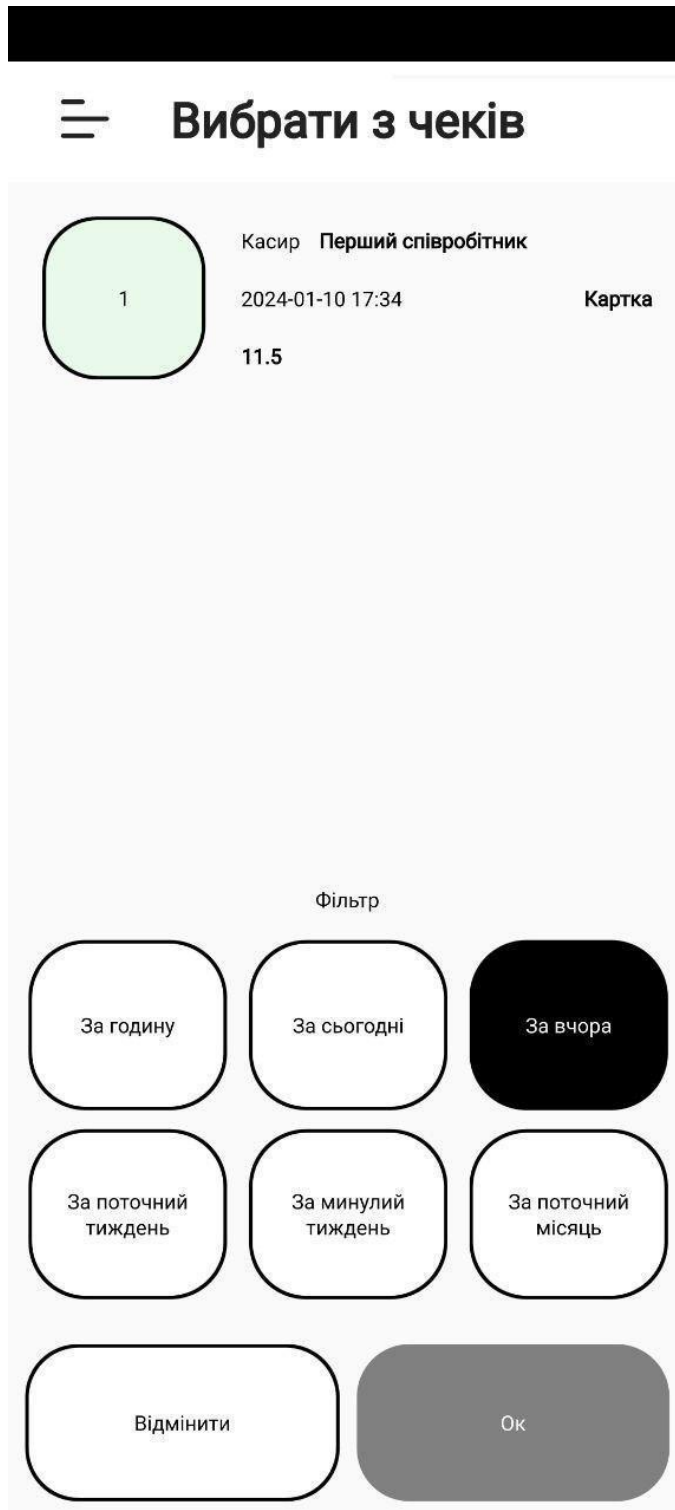 Вибрати з чеків
Касир Перший співробітник
1
2024-01-10 17:34 Картка
11.5
Фільтр
За годину
За сьогодні
За вчора
За поточний
тиждень
За минулий
тиждень
За поточний
місяць
Відмінити
Ок